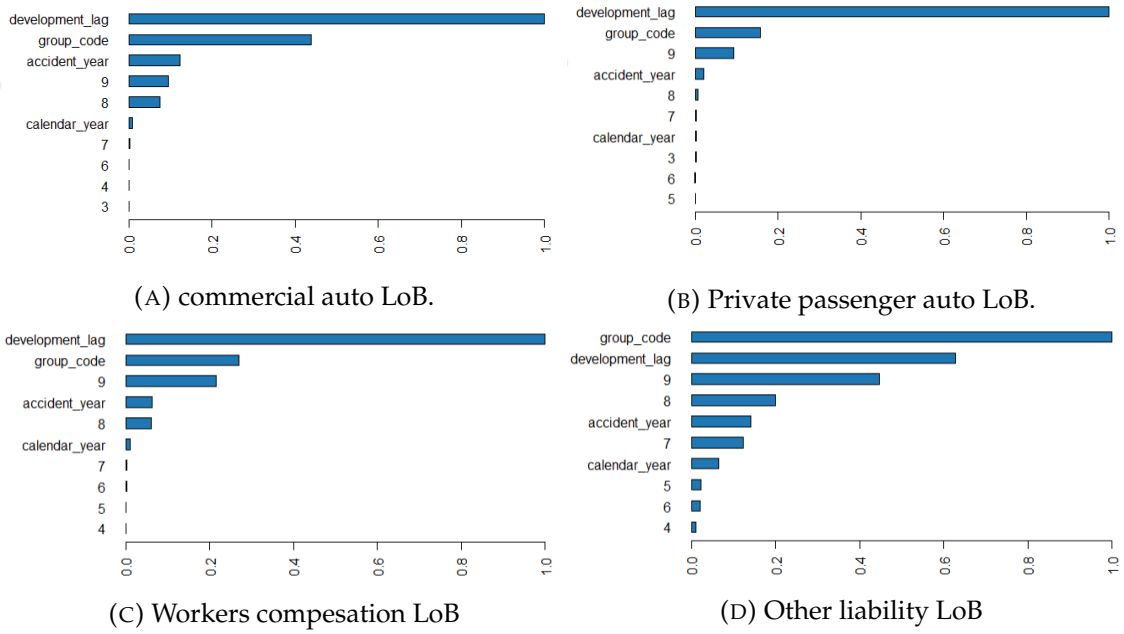 development_lag
group_code
accident_year
9
8
calendar_year
7
6
4
3
0.0 0.2 0.4 0.6 0.8 1.0
(A) commercial auto LoB.
development_lag
group_code
9
accident_year
8
7
calendar_year
3
6
5
0.0 0.2 0.4 0.6 0.8 1.0
(B) Private passenger auto LoB.
development_lag
group_code
9
accident_year
8
calendar_year
7
6
5
4
0.0 0.2 0.4 0.6 0.8 1.0
(C) Workers compesation LoB
group_code
development_lag
9
8
accident_year
7
calendar_year
5
6
4
0.0 0.2 0.4 0.6 0.8 1.0
(D) Other liability LoB